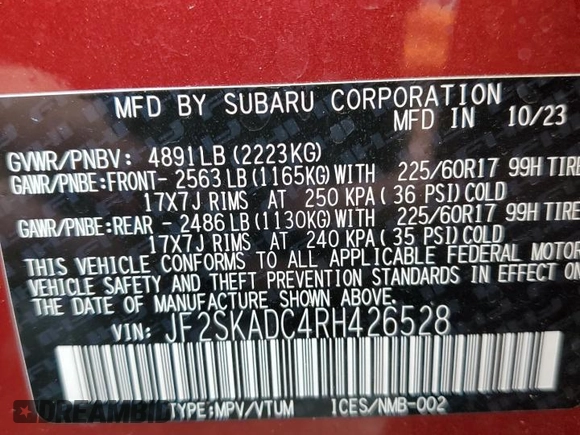 MFD BY SUBARU CORPORATION
MFD IN 10/23
GVWR/PNBV: 4891LB (2223KG)
GAWR/PNBE:FRONT- 2563LB (1165KG)WITH 225/60R17 99H TIRE
17X7J RIMS AT 250 KPA( 36 PSI)COLD
GAWR/PNBE:REAR - 2486LB (1130KG)WITH 225/60R17 99H TIRE
17X7J RIMS AT 240 KPA( 35 PSI)COLD
THIS VEHICLE CONFORMS TO ALL APPLICABLE FEDERAL MOTOR
VEHICLE SAFETY AND THEFT PREVENTION STANDARDS IN EFFECT ON
THE DATE OF MANUFACTURE SHOWN ABOVE.
VIN: JF2SKADC4RH426528
TYPE:MPV/VTUM ICES/NMB-002
DREAMBID